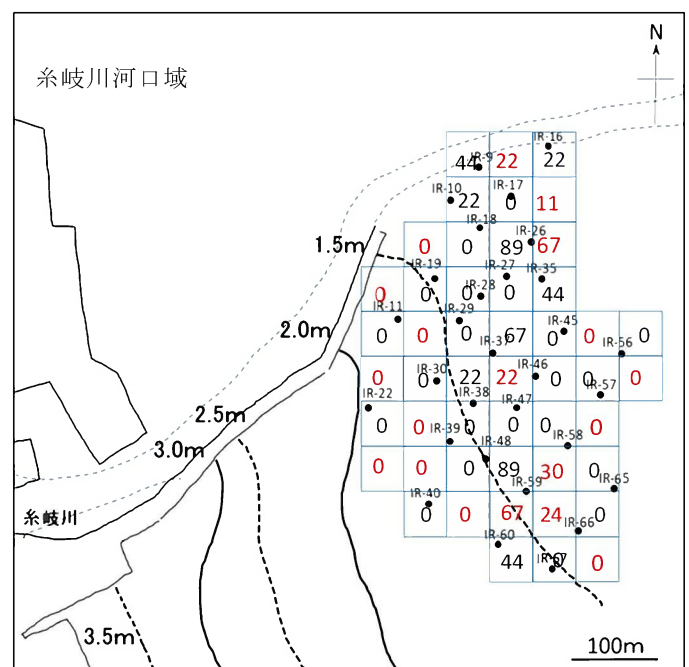 N
糸岐川河口域
IR-16
44 IR-9 22 22
IR-10 22 IR-17 0 11
IR-18
1.5m 0 0 89 IR-26 67
IR-19 IR-27 IR-35
0 0 0 IR-28 0 44
IR-11 IR-29
2.0m 0 0 0 67 0 IR-45 0 0
IR-37 IR-56
0 0 IR-30 22 22 IR-46 0 0 IR-57 0
IR-22 IR-38 IR-47
2.5m 0 0 0 0 0 0
3.0m IR-39 IR-48 IR-58
0 0 0 89 30 0 IR-65
IR-59
IR-40
糸岐川 0 0 67 24 0 IR-66
IR-60
44 0 IR-67 0
3.5m
100m